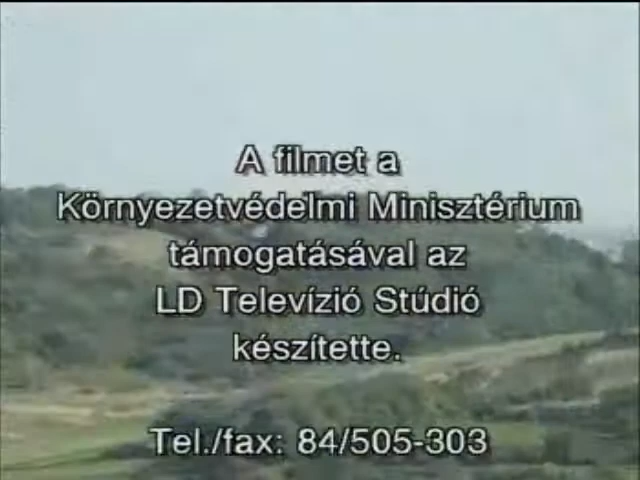 A filmet a
Környezetvédelmi Minisztérium
támogatásával az
LD Televízió Stúdió
készítette.
Tel./fax: 84/505-303